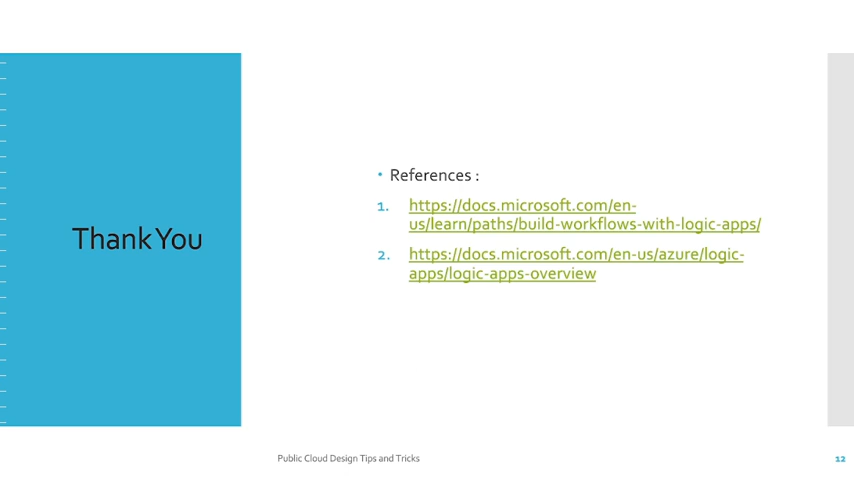 Thank You
• References :
1. https://docs.microsoft.com/en-
us/learn/paths/build-workflows-with-logic-apps/
2. https://docs.microsoft.com/en-us/azure/logic-
apps/logic-apps-overview
Public Cloud Design Tips and Tricks
12